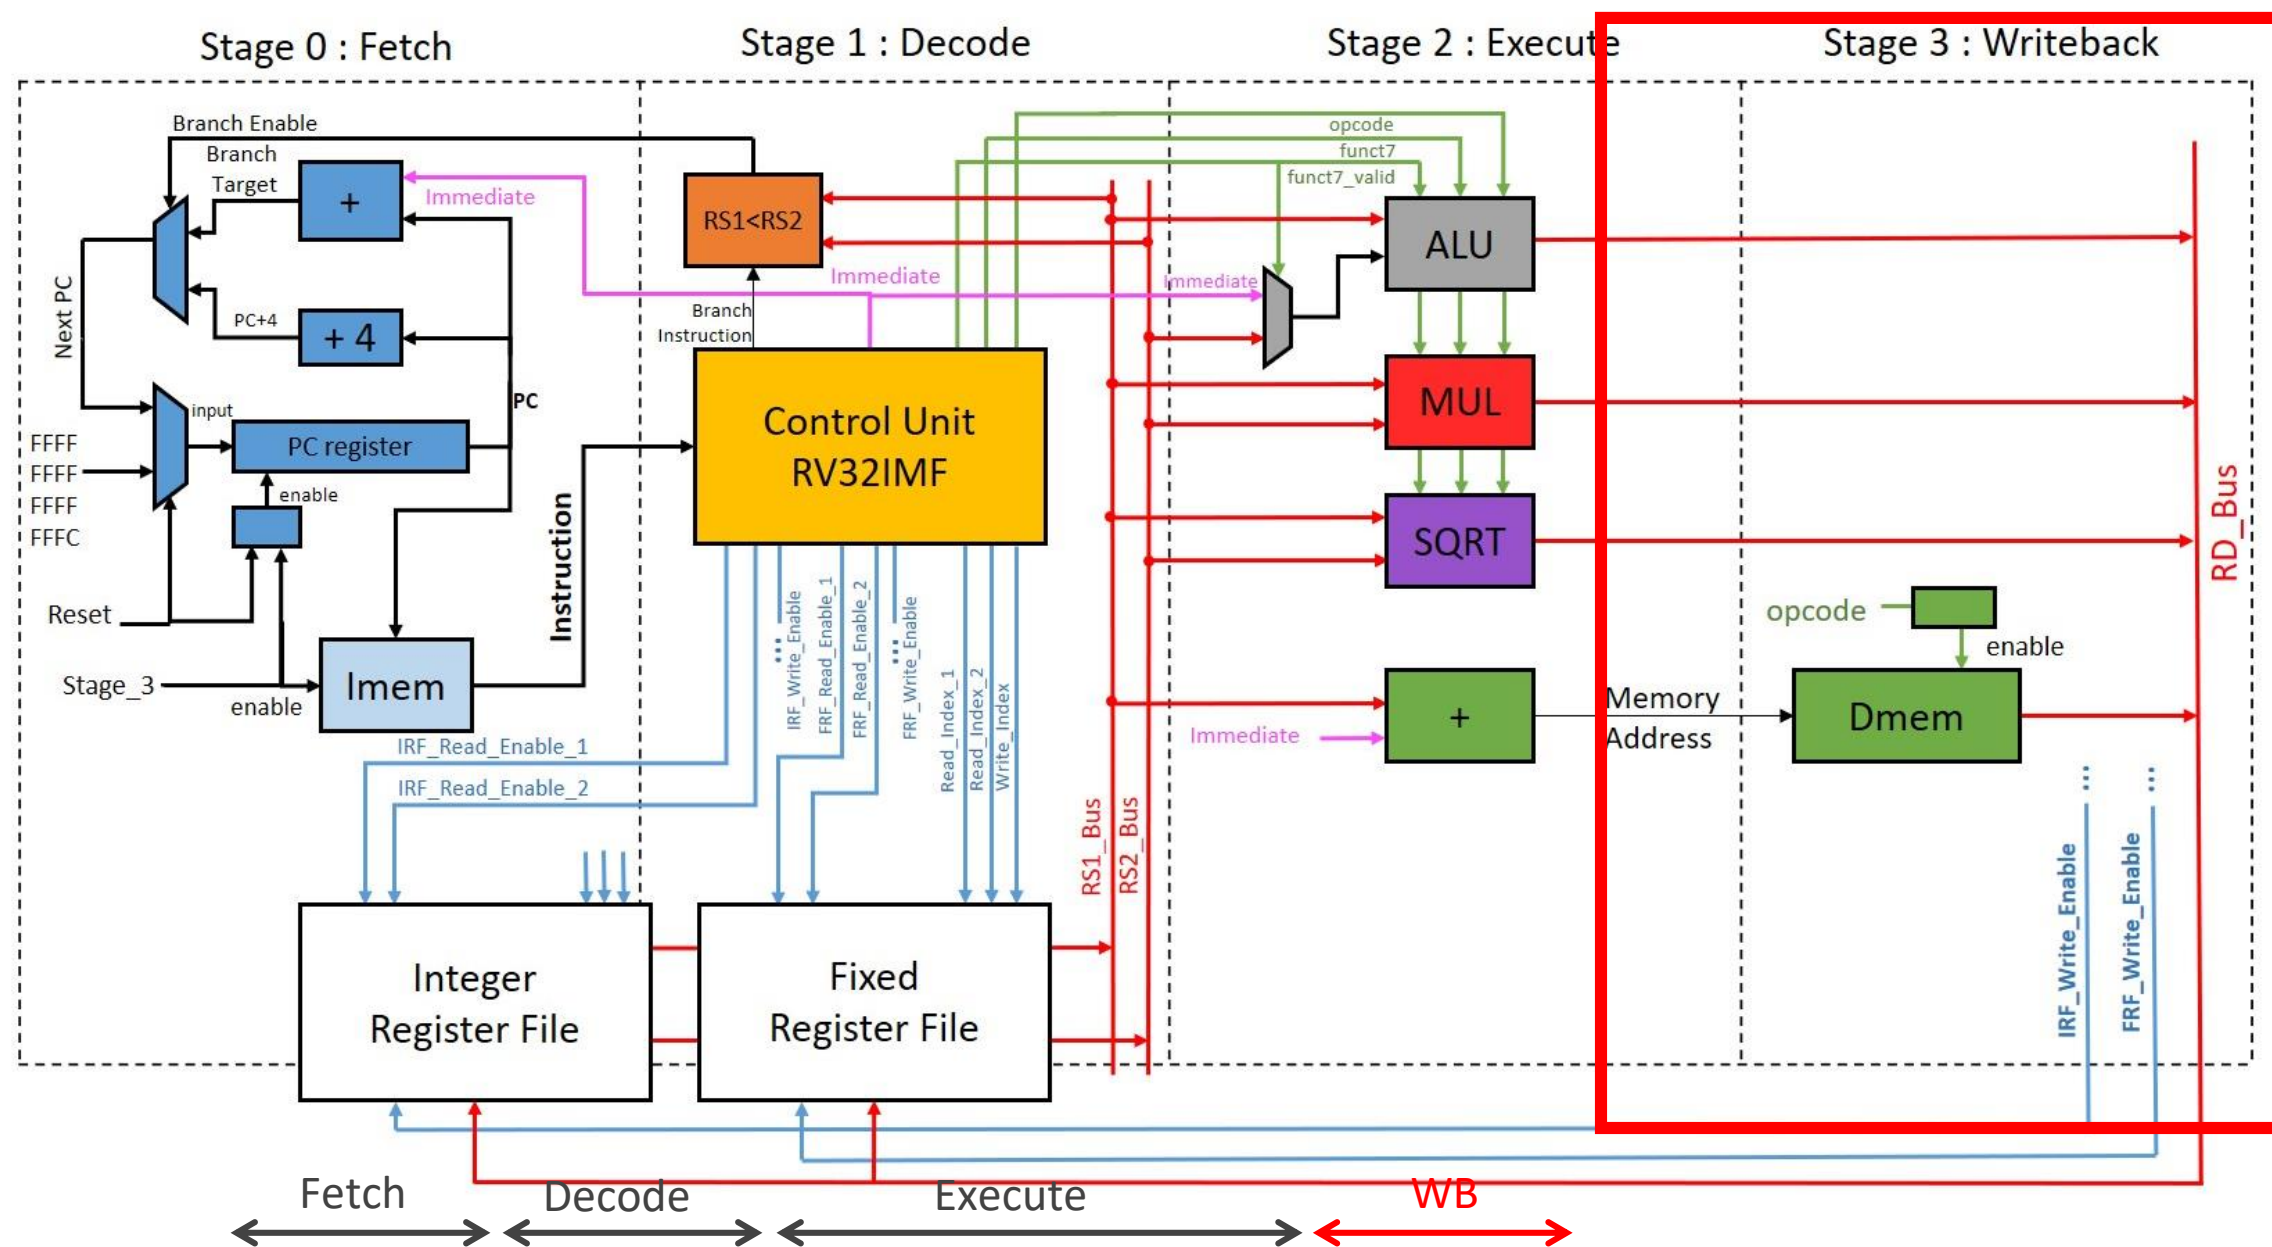 Stage 0 : Fetch
Stage 1 : Decode
Stage 2 : Execute
Stage 3 : Writeback
Branch Enable
Branch
Target
+
Immediate
Next PC
PC+4
+ 4
PC
input
PC register
FFFF
FFFF
FFFF
FFFC
enable
Reset
Stage_3
enable
Imem
Instruction
RS1<RS2
Immediate
Branch
Instruction
Control Unit
RV32IMF
IRF_Read_Enable_1
IRF_Read_Enable_2
IRF_Write_Enable
FRF_Read_Enable_1
FRF_Read_Enable_2
FRF_Write_Enable
Read_Index_1
Read_Index_2
Write_Index
RS1_Bus
RS2_Bus
Integer
Register File
Fixed
Register File
opcode
funct7
funct7_valid
Immediate
ALU
MUL
SQRT
Immediate
+
Memory
Address
opcode
enable
Dmem
RD_Bus
IRF_Write_Enable
FRF_Write_Enable
Fetch
Decode
Execute
WB